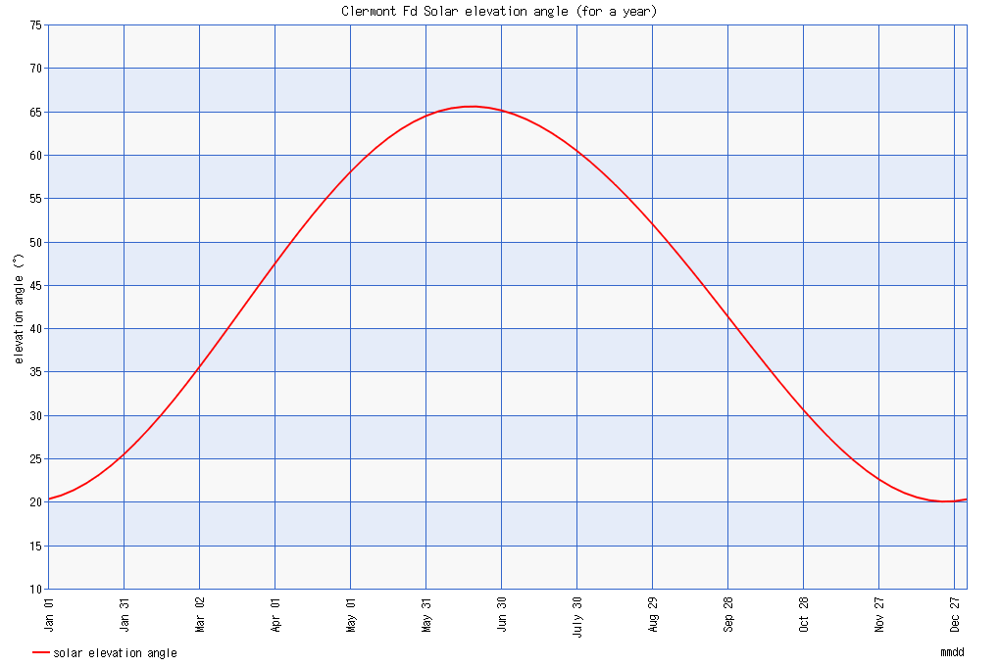 Clermont Fd Solar elevation angle (for a year)
75
70
65
60
55
50
45
40
35
30
25
20
15
10
elevation angle (°)
Jan 01
Jan 31
Mar 02
Apr 01
May 01
May 31
Jun 30
July 30
Aug 29
Sep 28
Oct 28
Nov 27
Dec 27
solar elevation angle
mmdd